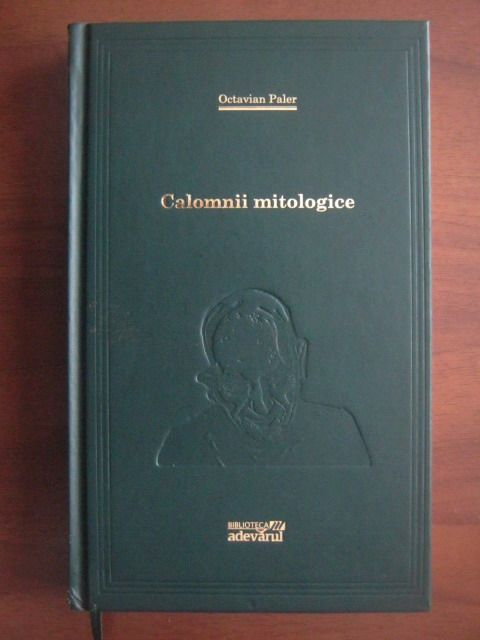 Octavian Paler
Calomnii mitologice
BIBLIOTECA
adevărul